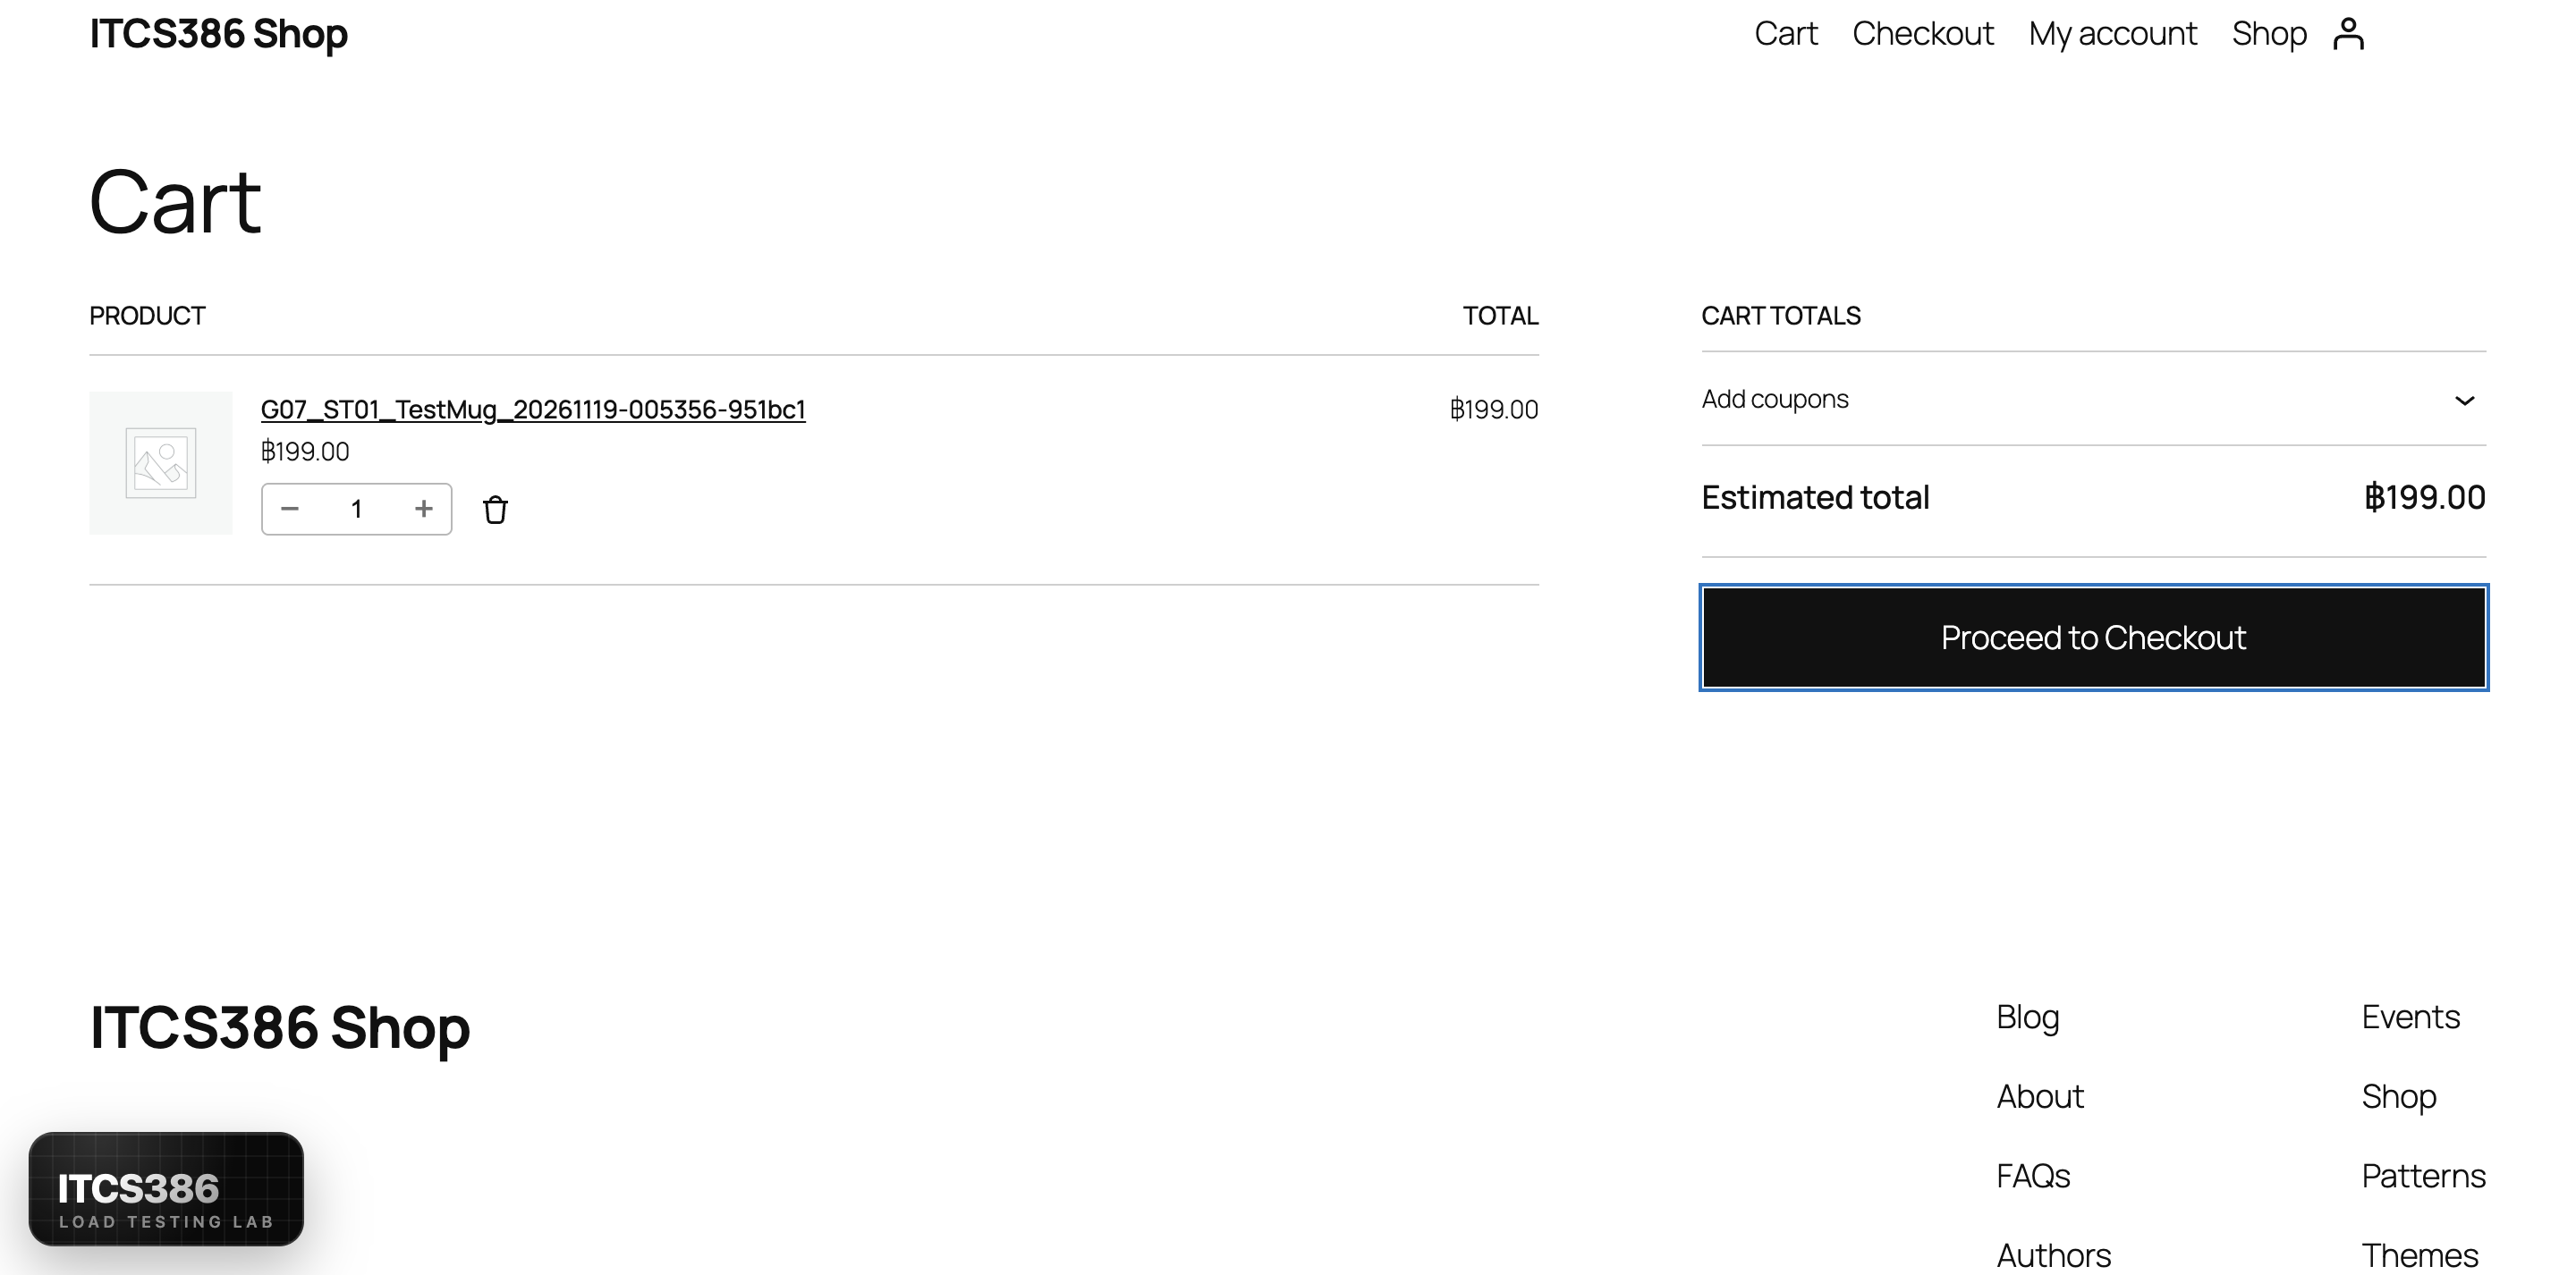 ITCS386 Shop
Cart Checkout My account Shop
Cart
PRODUCT TOTAL
G07_ST01_TestMug_20261119-005356-951bc1 ฿199.00
฿199.00
− 1 +
CART TOTALS
Add coupons
Estimated total ฿199.00
Proceed to Checkout
ITCS386 Shop
Blog
About
FAQs
Authors
Events
Shop
Patterns
Themes
ITCS386
LOAD TESTING LAB